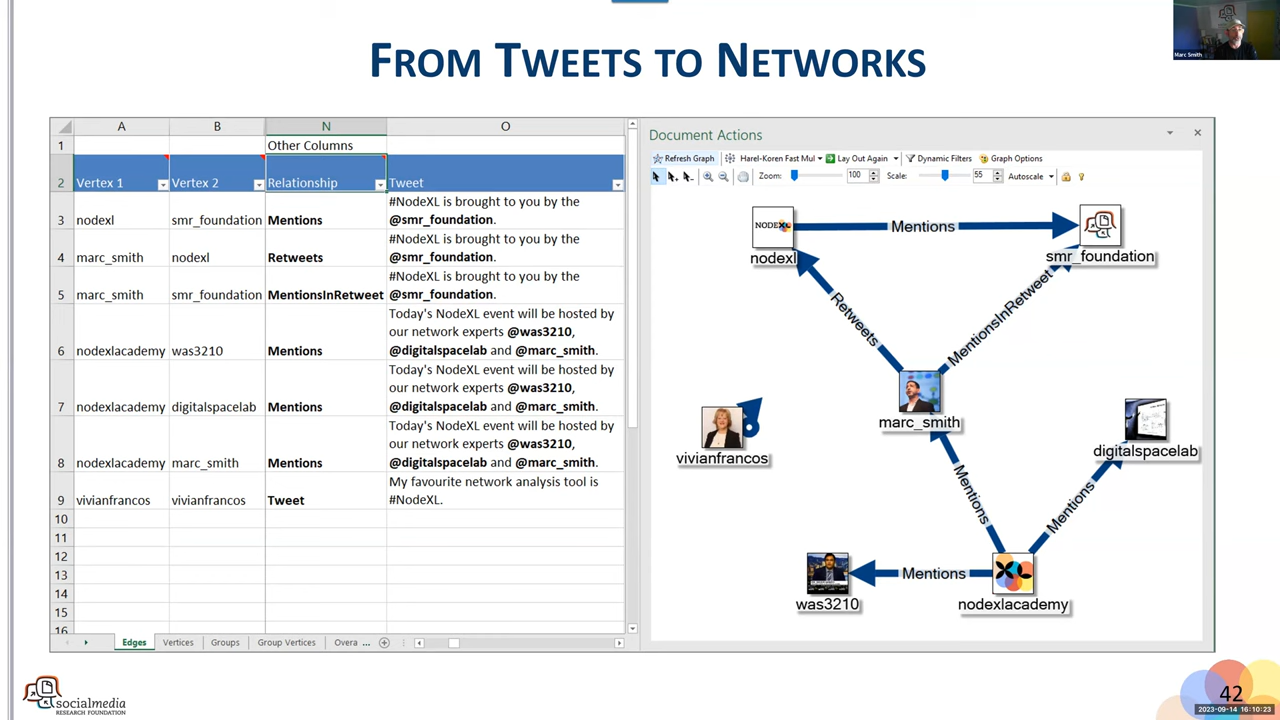 FROM TWEETS TO NETWORKS
Marc Smith
A B N O
1 Other Columns
2 Vertex 1 Vertex 2 Relationship Tweet
#NodeXL is brought to you by the
3 nodexl smr_foundation Mentions @smr_foundation.
#NodeXL is brought to you by the
4 marc_smith nodexl Retweets @smr_foundation.
#NodeXL is brought to you by the
5 marc_smith smr_foundation MentionsInRetweet @smr_foundation.
Today's NodeXL event will be hosted by
our network experts @was3210,
6 nodexlacademy was3210 Mentions @digitalspacelab and @marc_smith.
Today's NodeXL event will be hosted by
our network experts @was3210,
7 nodexlacademy digitalspacelab Mentions @digitalspacelab and @marc_smith.
Today's NodeXL event will be hosted by
our network experts @was3210,
8 nodexlacademy marc_smith Mentions @digitalspacelab and @marc_smith.
My favourite network analysis tool is
9 vivianfrancos vivianfrancos Tweet #NodeXL.
10
11
12
13
14
15
16
Edges Vertices Groups Group Vertices Overa ...
Document Actions
Refresh Graph Harel-Koren Fast Mul Lay Out Again Dynamic Filters Graph Options
Zoom: 100 Scale: 55 Autoscale
NODEXL
Mentions
nodexl
smr_foundation
Retweets
MentionsInRetweet
marc_smith
vivianfrancos
digitalspacelab
Mentions
Mentions
Mentions
was3210
nodexlacademy
socialmedia
RESEARCH FOUNDATION
42
2023-09-14 16:10:23